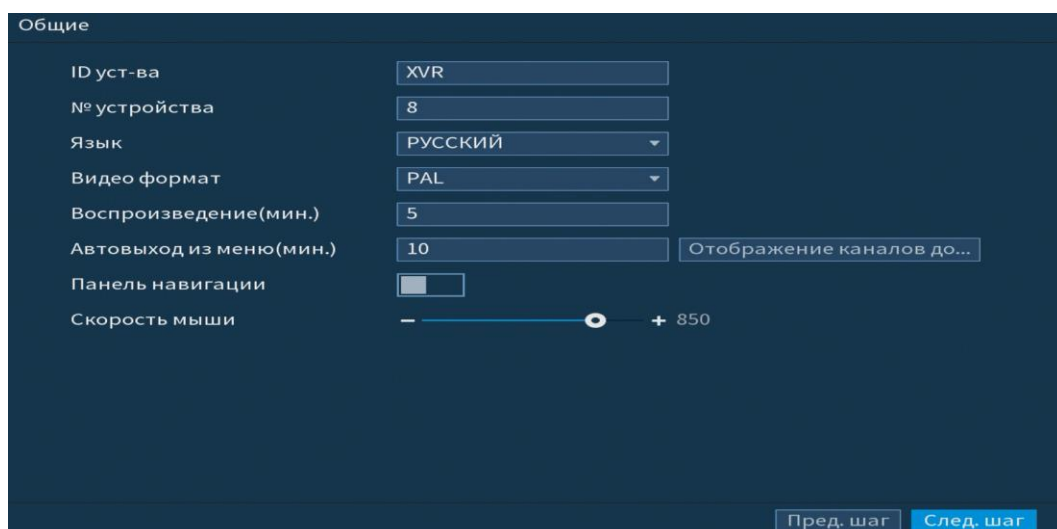 Общие
ID уст-ва XVR
№ устройства 8
Язык РУССКИЙ
Видео формат PAL
Воспроизведение(мин.) 5
Автовыход из меню(мин.) 10 Отображение каналов до...
Панель навигации
Скорость мыши − + 850
Пред. шаг След. шаг